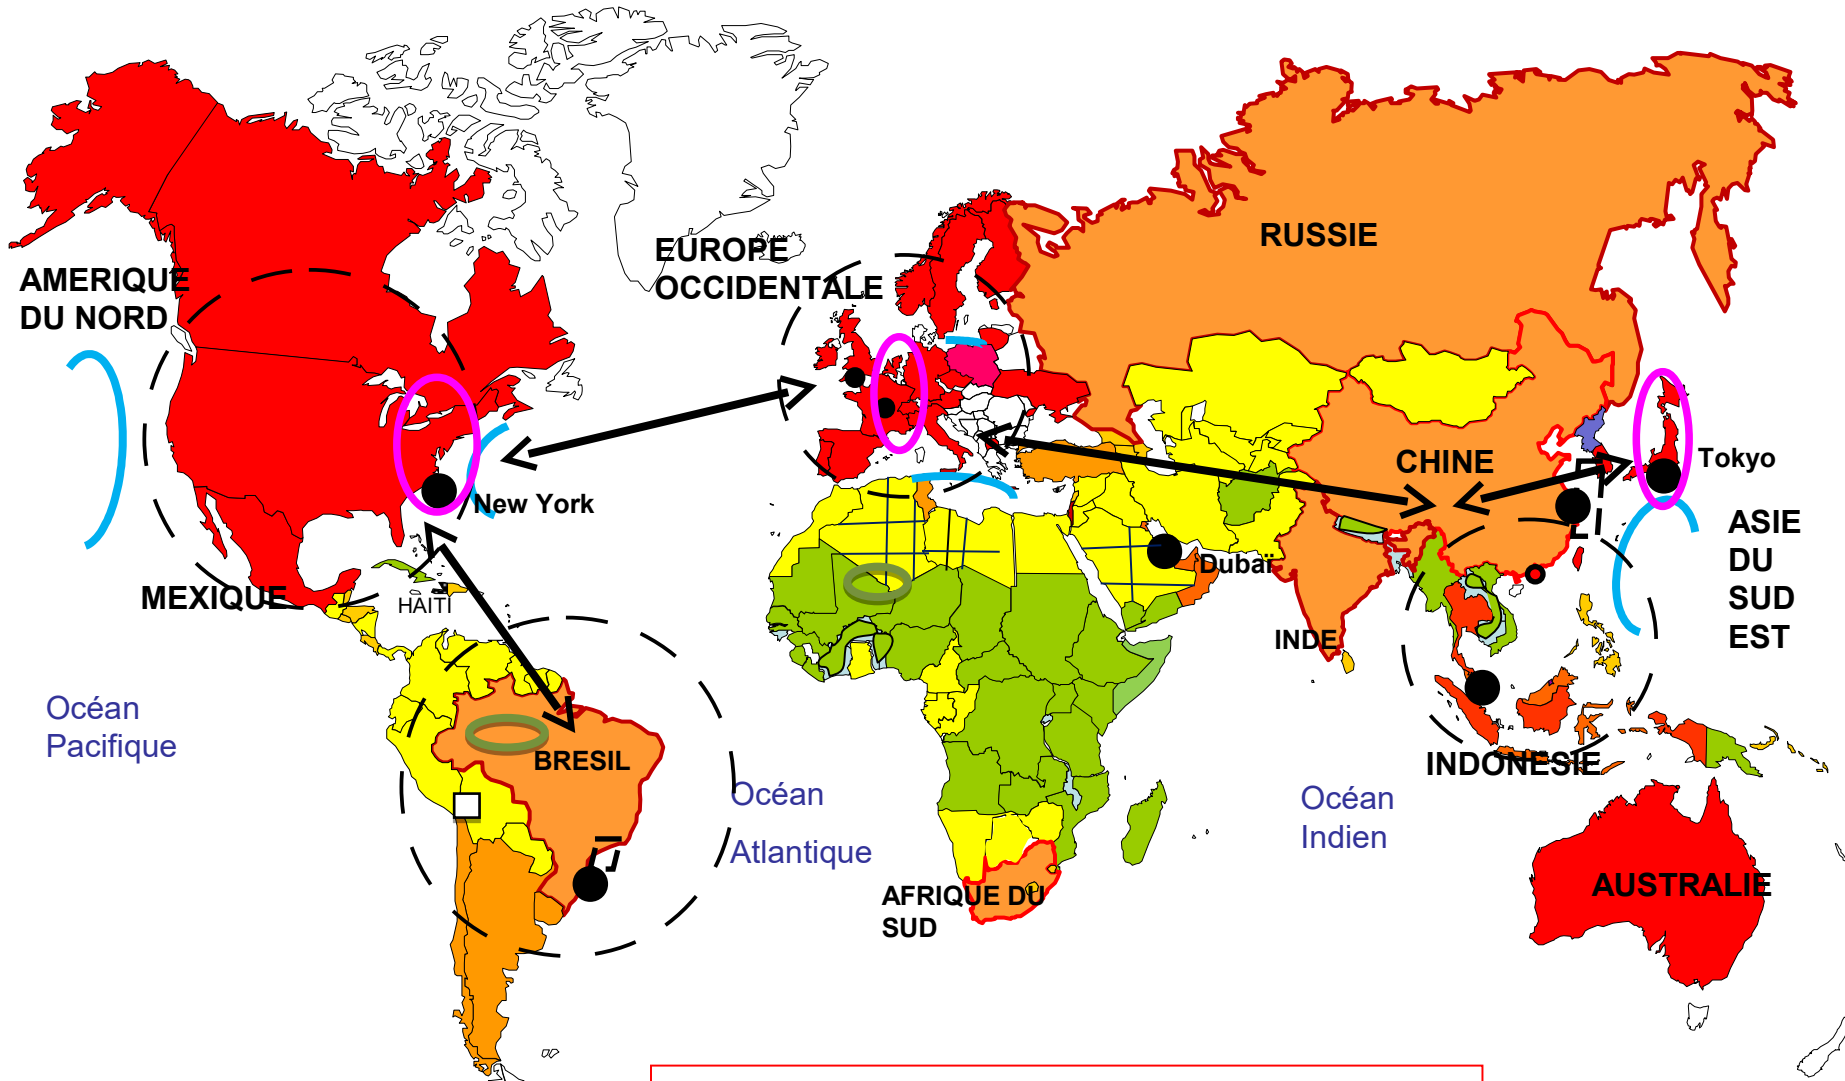 RUSSIE
EUROPE
OCCIDENTALE
AMERIQUE
DU NORD
CHINE
Tokyo
New York
ASIE
DU
SUD
EST
Dubaï
MEXIQUE
HAITI
INDE
Océan
Pacifique
BRESIL
INDONESIE
Océan
Atlantique
Océan
Indien
AFRIQUE DU
SUD
AUSTRALIE